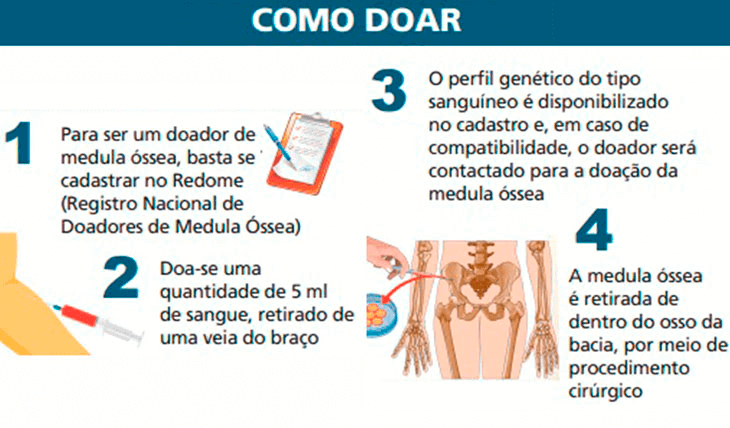 COMO DOAR
1
Para ser um doador de
medula óssea, basta se
cadastrar no Redome
(Registro Nacional de
Doadores de Medula Óssea)
2
Doa-se uma
quantidade de 5 ml
de sangue, retirado de
uma veia do braço
3
O perfil genético do tipo
sanguíneo é disponibilizado
no cadastro e, em caso de
compatibilidade, o doador será
contactado para a doação da
medula óssea
4
A medula óssea
é retirada de
dentro do osso da
bacia, por meio de
procedimento
cirúrgico